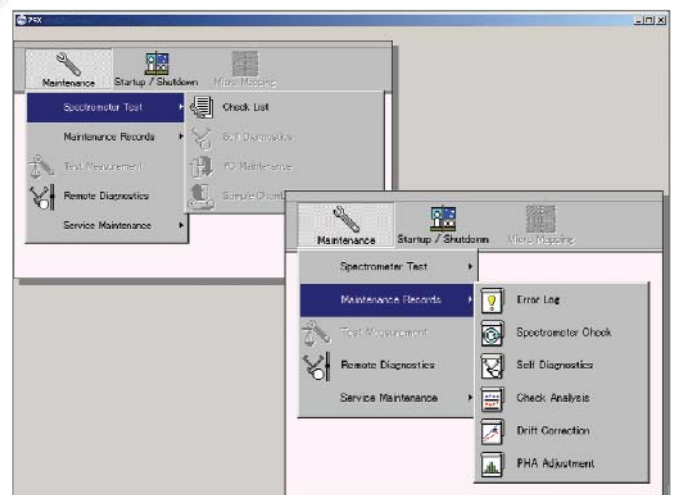 ZSX
Maintenance Startup / Shutdown Micro Mapping
Spectrometer Test
Maintenance Records
Test Measurement
Remote Diagnostics
Service Maintenance
Check List
Self Diagnostics
PC Maintenance
Maintenance Startup / Shutdown Micro Mapping
Spectrometer Test
Maintenance Records
Test Measurement
Remote Diagnostics
Service Maintenance
Error Log
Spectrometer Check
Self Diagnostics
Check Analysis
Drift Correction
PHA Adjustment